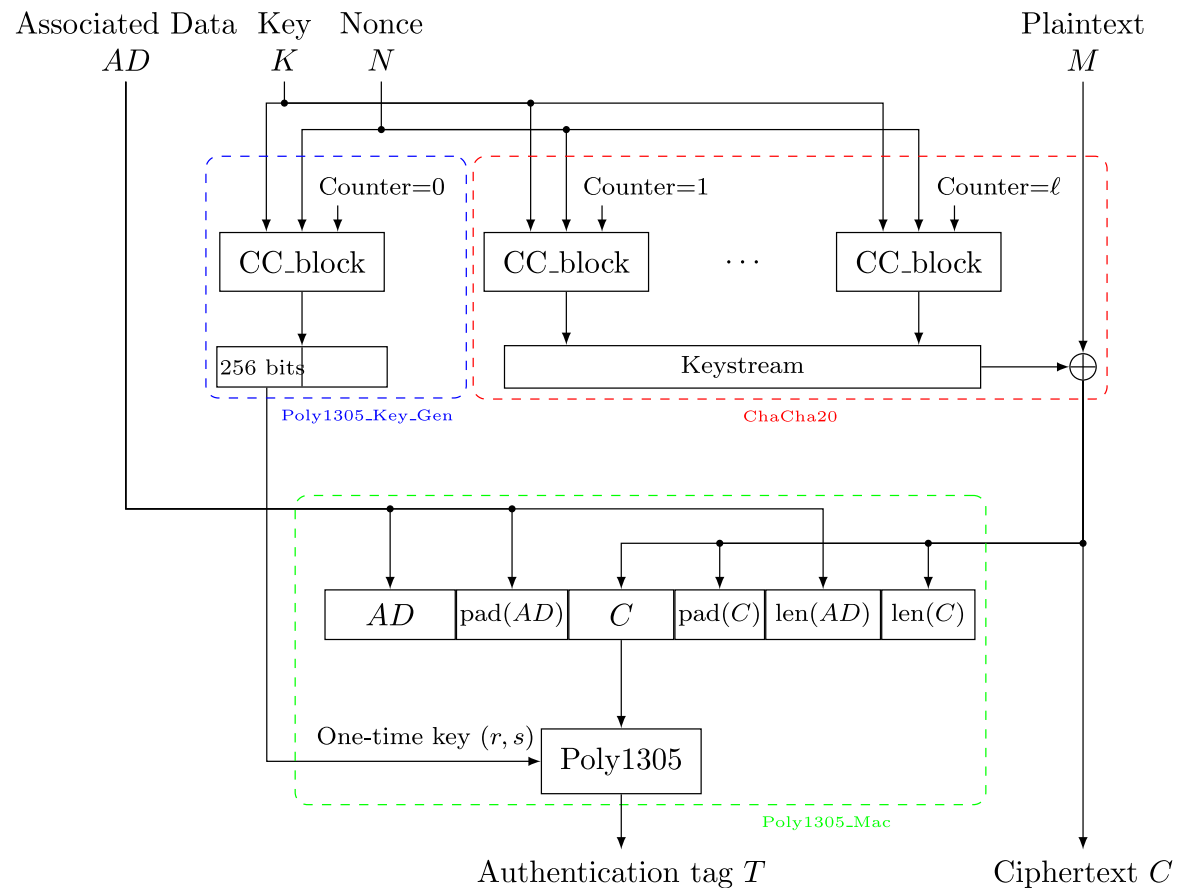 Associated Data Key Nonce Plaintext
AD K N M
Counter=0 Counter=1 Counter=ℓ
CC_block CC_block ... CC_block
256 bits Keystream
Poly1305_Key_Gen ChaCha20
AD pad(AD) C pad(C) len(AD) len(C)
One-time key (r, s)
Poly1305
Poly1305_Mac
Authentication tag T Ciphertext C